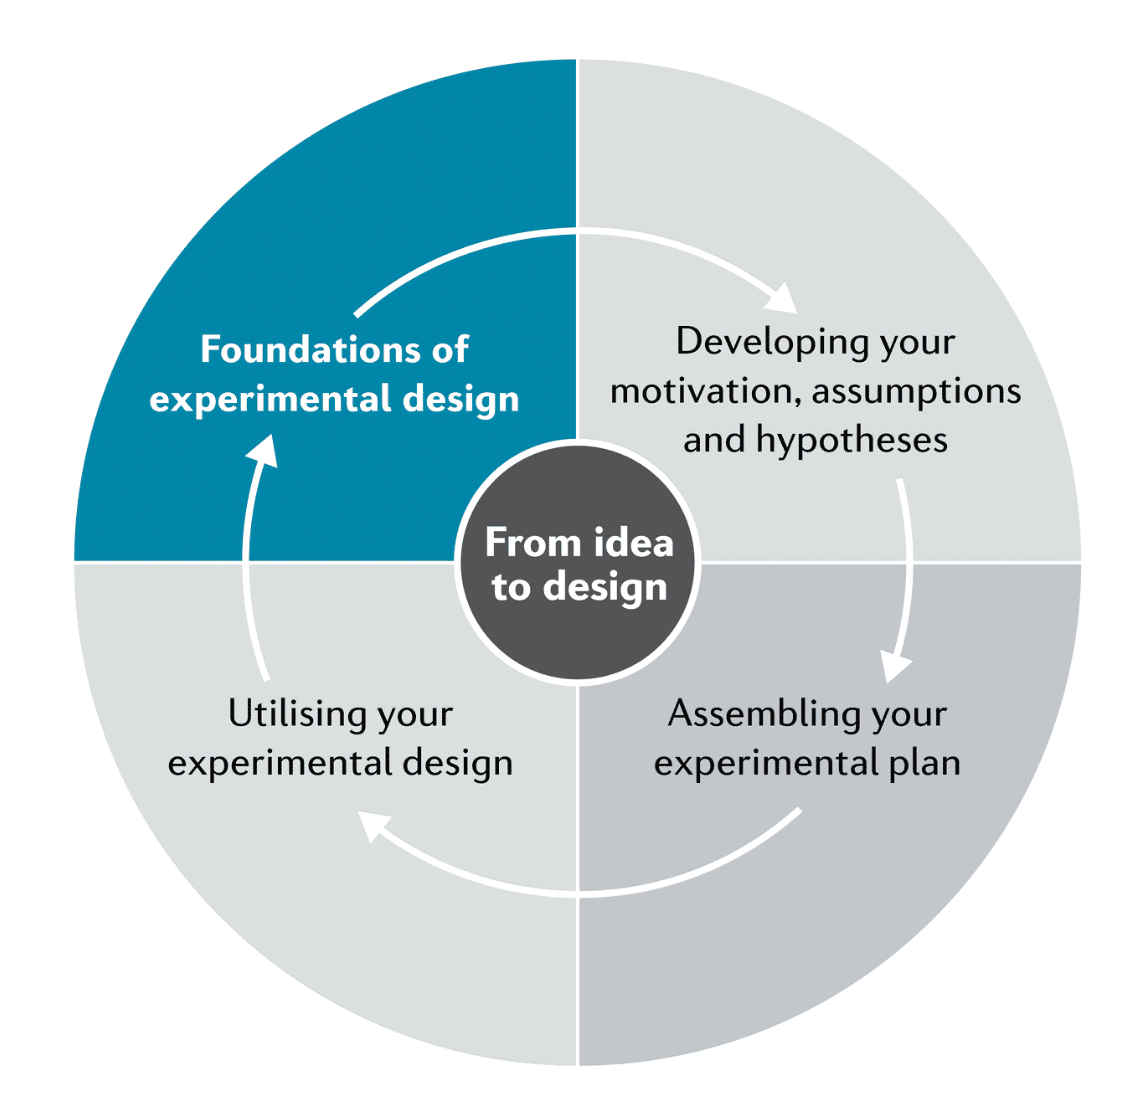 Foundations of
experimental design
Developing your
motivation, assumptions
and hypotheses
From idea
to design
Utilising your
experimental design
Assembling your
experimental plan